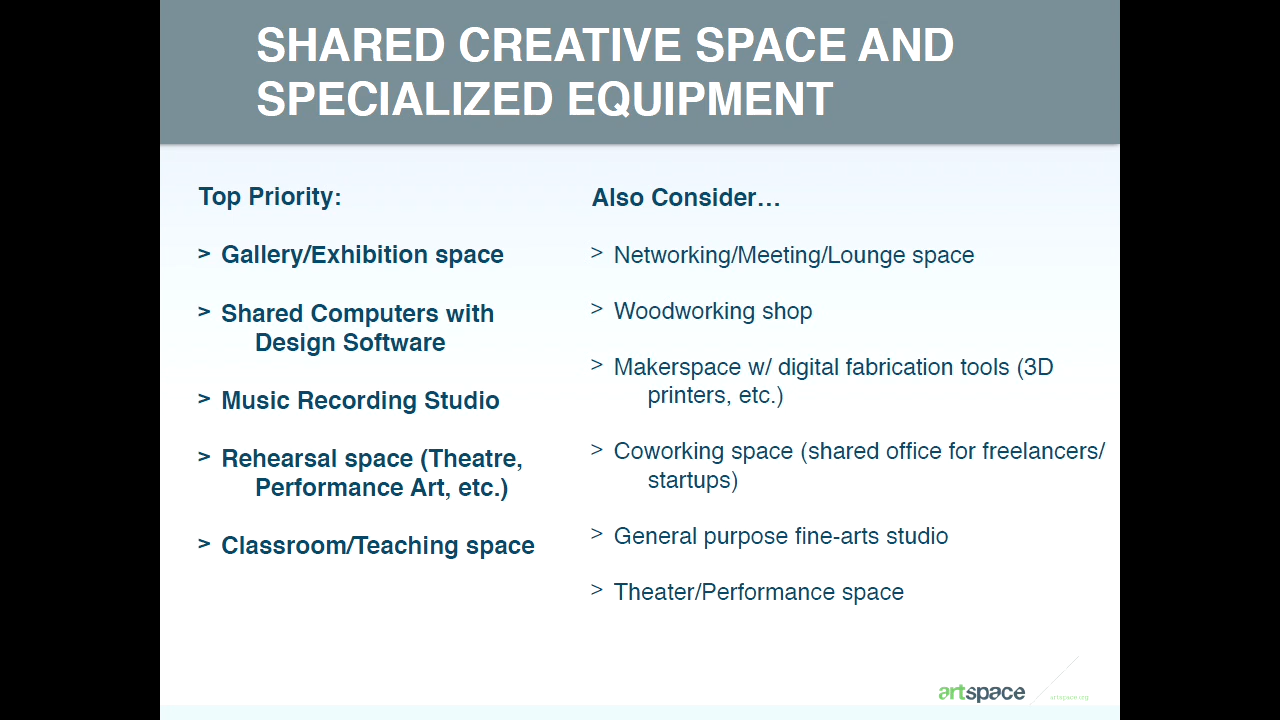 SHARED CREATIVE SPACE AND
SPECIALIZED EQUIPMENT
Top Priority:
> Gallery/Exhibition space
> Shared Computers with
Design Software
> Music Recording Studio
> Rehearsal space (Theatre,
Performance Art, etc.)
> Classroom/Teaching space
Also Consider…
> Networking/Meeting/Lounge space
> Woodworking shop
> Makerspace w/ digital fabrication tools (3D
printers, etc.)
> Coworking space (shared office for freelancers/
startups)
> General purpose fine-arts studio
> Theater/Performance space
artspace
artspace.org